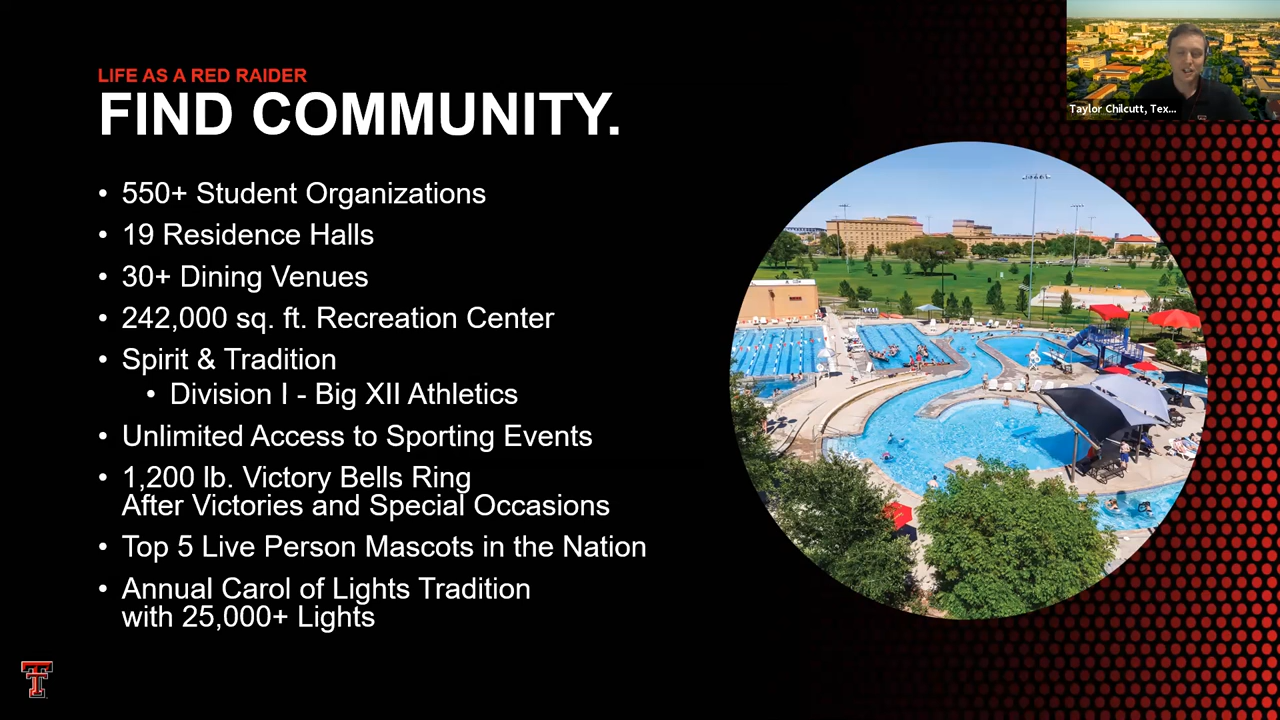 LIFE AS A RED RAIDER
FIND COMMUNITY.
• 550+ Student Organizations
• 19 Residence Halls
• 30+ Dining Venues
• 242,000 sq. ft. Recreation Center
• Spirit & Tradition
• Division I - Big XII Athletics
• Unlimited Access to Sporting Events
• 1,200 lb. Victory Bells Ring
After Victories and Special Occasions
• Top 5 Live Person Mascots in the Nation
• Annual Carol of Lights Tradition
with 25,000+ Lights
Taylor Chilcutt, Tex...